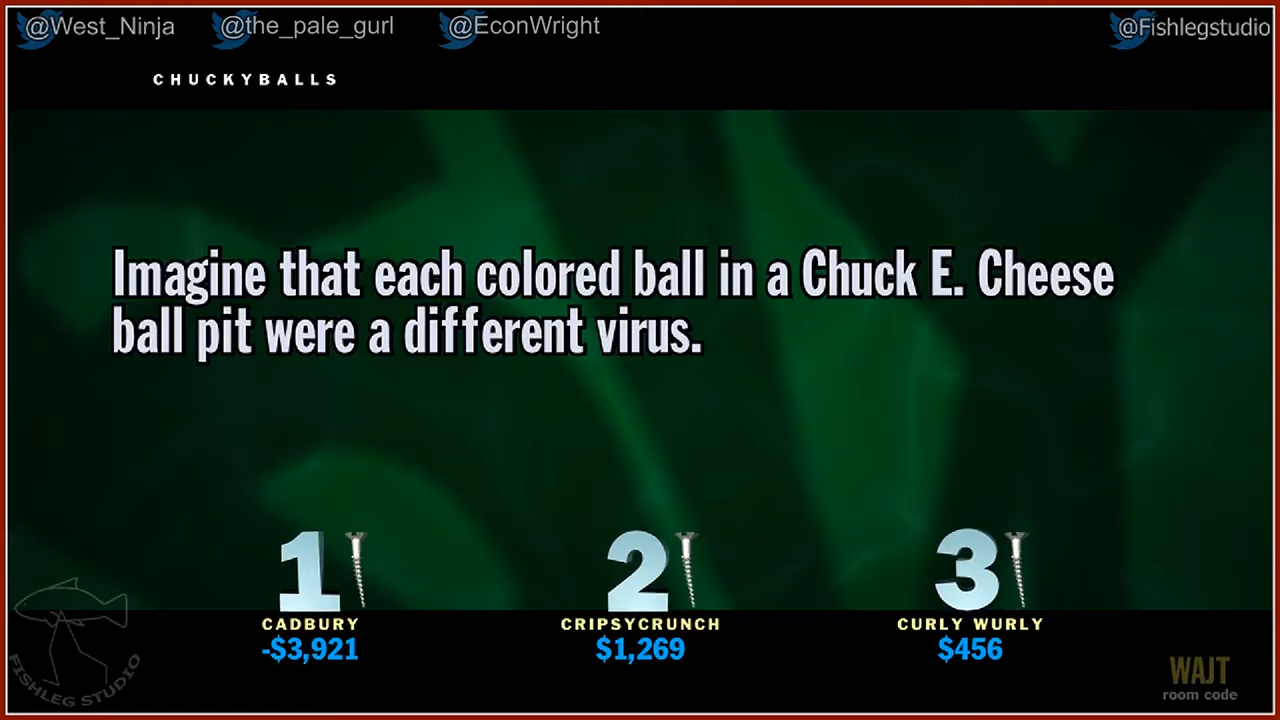 @West_Ninja @the_pale_gurl @EconWright @Fishlegstudio
CHUCKYBALLS
Imagine that each colored ball in a Chuck E. Cheese
ball pit were a different virus.
1 2 3
CADBURY CRIPSYCRUNCH CURLY WURLY
-$3,921 $1,269 $456
FISHLEG STUDIO
WAJT
room code